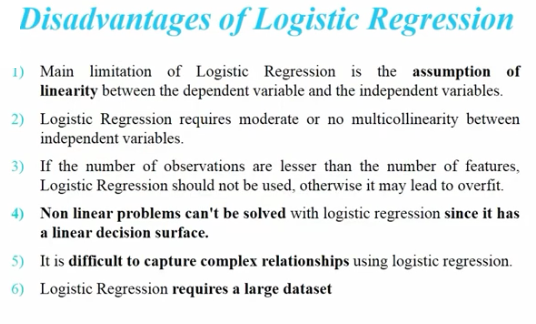 Disadvantages of Logistic Regression
1) Main limitation of Logistic Regression is the assumption of
linearity between the dependent variable and the independent variables.
2) Logistic Regression requires moderate or no multicollinearity between
independent variables.
3) If the number of observations are lesser than the number of features,
Logistic Regression should not be used, otherwise it may lead to overfit.
4) Non linear problems can't be solved with logistic regression since it has
a linear decision surface.
5) It is difficult to capture complex relationships using logistic regression.
6) Logistic Regression requires a large dataset